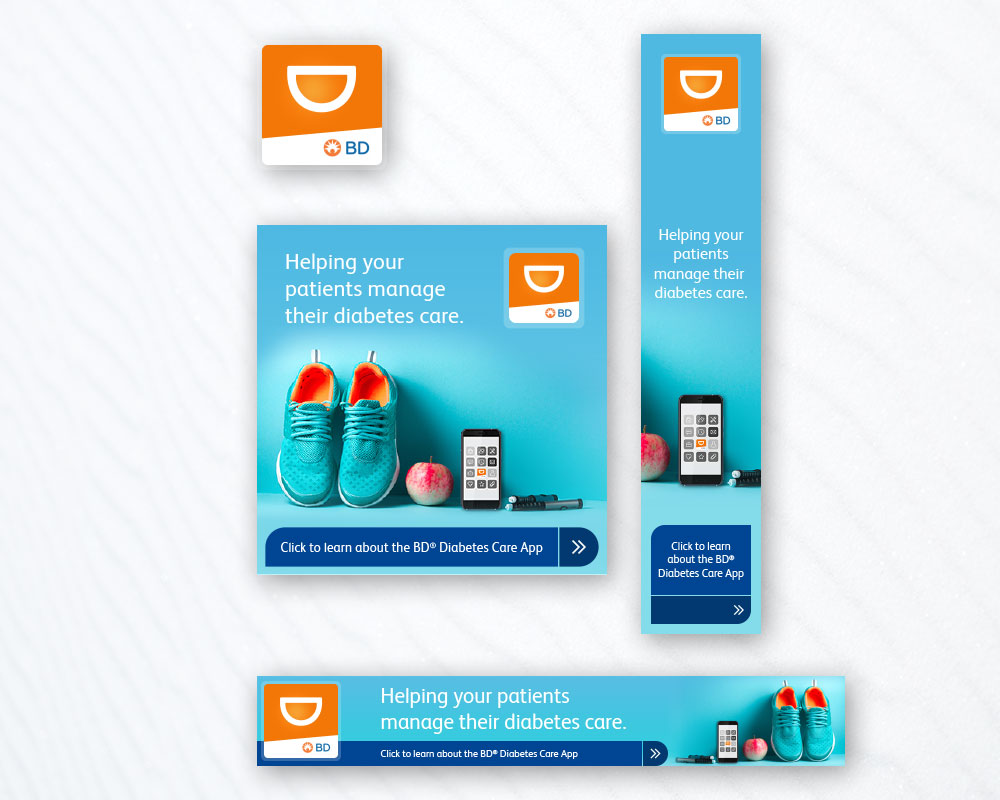 BD
Helping your
patients manage
their diabetes care.
BD
Click to learn about the BD® Diabetes Care App
BD
Helping your
patients
manage their
diabetes care.
Click to learn
about the BD®
Diabetes Care App
BD
Helping your patients
manage their diabetes care.
Click to learn about the BD® Diabetes Care App